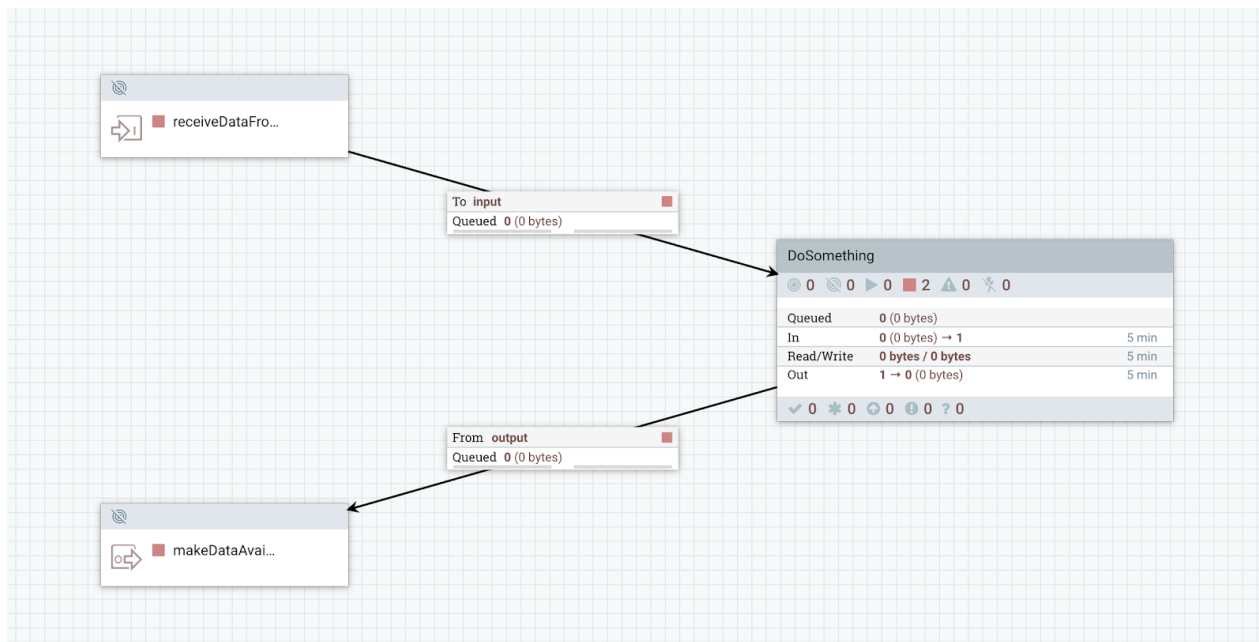 receiveDataFro...
To input
Queued 0 (0 bytes)
DoSomething
0 0 0 2 0 0
Queued 0 (0 bytes)
In 0 (0 bytes) → 1 5 min
Read/Write 0 bytes / 0 bytes 5 min
Out 1 → 0 (0 bytes) 5 min
0 0 0 0 ? 0
From output
Queued 0 (0 bytes)
makeDataAvai...